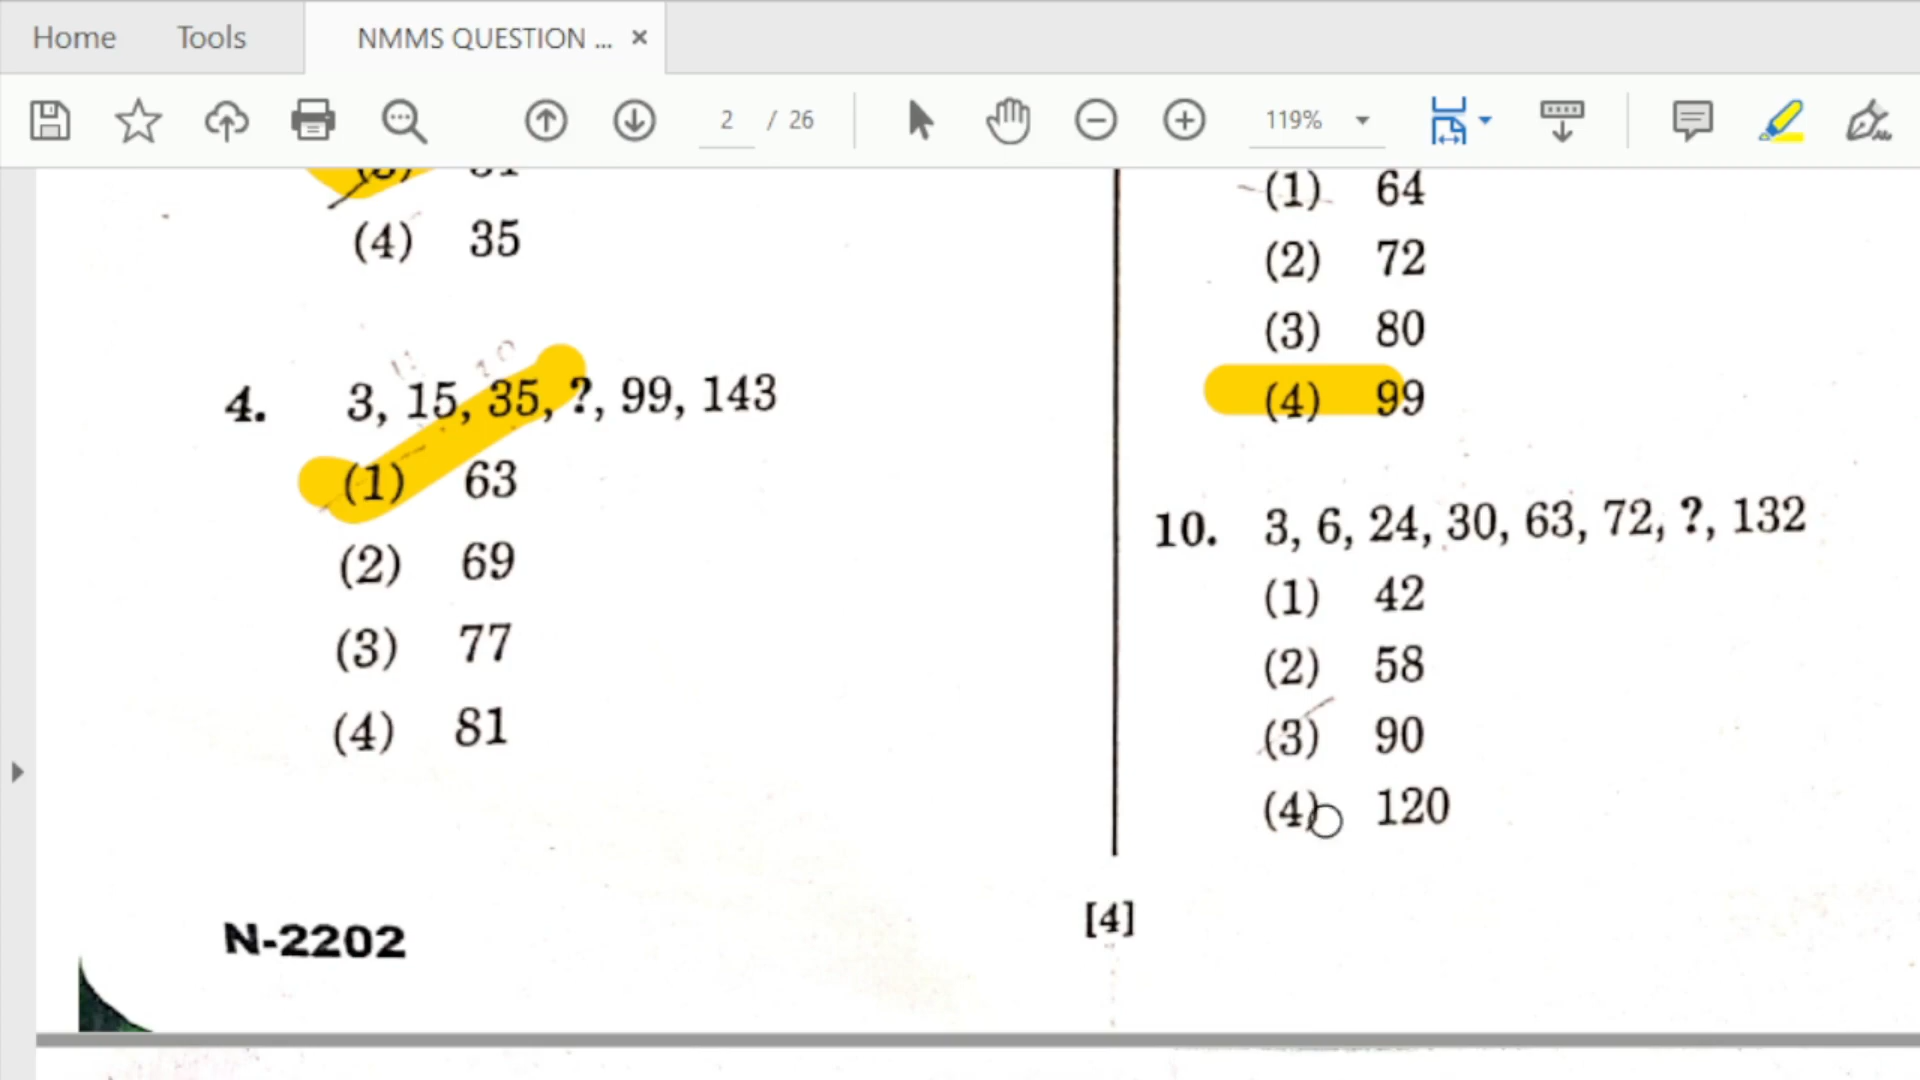 Home Tools NMMS QUESTION ... ×
2 / 26 119%
(4) 35
4. 3, 15, 35, ?, 99, 143
(1) 63
(2) 69
(3) 77
(4) 81
N-2202
(1) 64
(2) 72
(3) 80
(4) 99
10. 3, 6, 24, 30, 63, 72, ?, 132
(1) 42
(2) 58
(3) 90
(4) 120
[4]